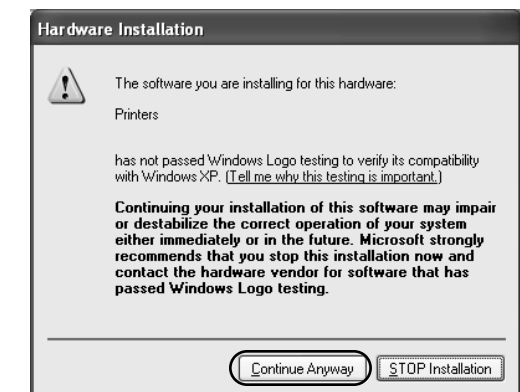 Hardware Installation
The software you are installing for this hardware:
Printers
has not passed Windows Logo testing to verify its compatibility
with Windows XP. (Tell me why this testing is important.)
Continuing your installation of this software may impair
or destabilize the correct operation of your system
either immediately or in the future. Microsoft strongly
recommends that you stop this installation now and
contact the hardware vendor for software that has
passed Windows Logo testing.
Continue Anyway STOP Installation